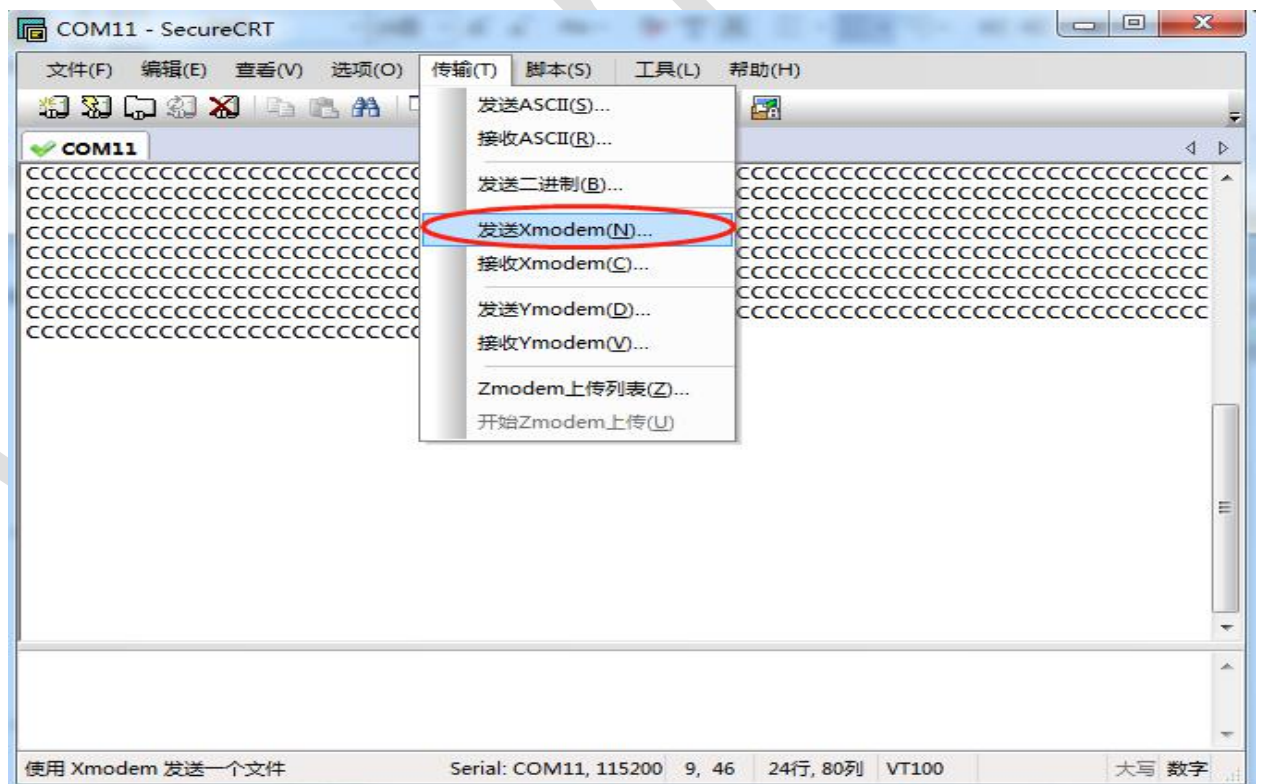 COM11 - SecureCRT
文件(F) 编辑(E) 查看(V) 选项(O) 传输(T) 脚本(S) 工具(L) 帮助(H)
COM11
发送ASCII(S)...
接收ASCII(R)...
发送二进制(B)...
发送Xmodem(N)...
接收Xmodem(C)...
发送Ymodem(D)...
接收Ymodem(V)...
Zmodem上传列表(Z)...
开始Zmodem上传(U)
使用 Xmodem 发送一个文件 Serial: COM11, 115200 9, 46 24行, 80列 VT100 大写 数字